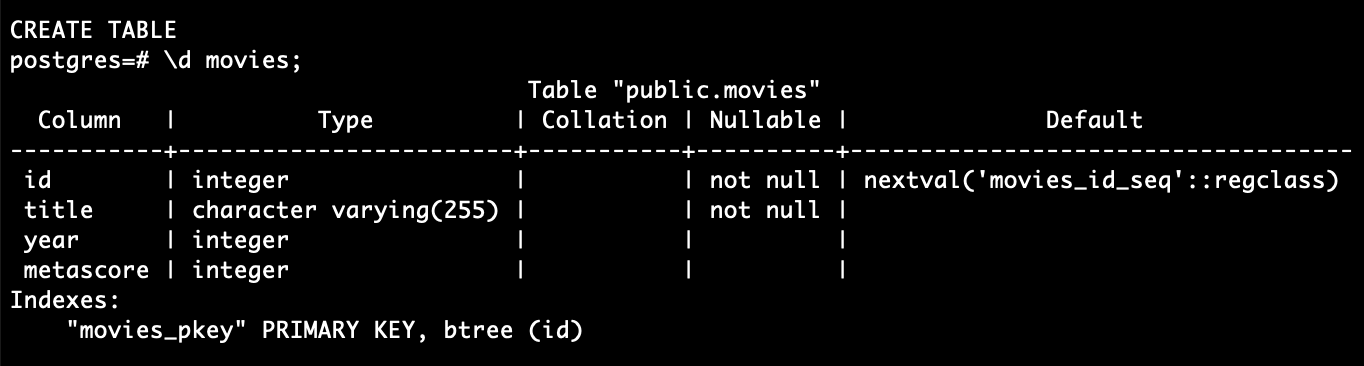 CREATE TABLE
postgres=# \d movies;
                                     Table "public.movies"
  Column   |          Type          | Collation | Nullable |              Default
-----------+------------------------+-----------+----------+------------------------------------
 id        | integer                |           | not null | nextval('movies_id_seq'::regclass)
 title     | character varying(255) |           | not null |
 year      | integer                |           |          |
 metascore | integer                |           |          |
Indexes:
    "movies_pkey" PRIMARY KEY, btree (id)